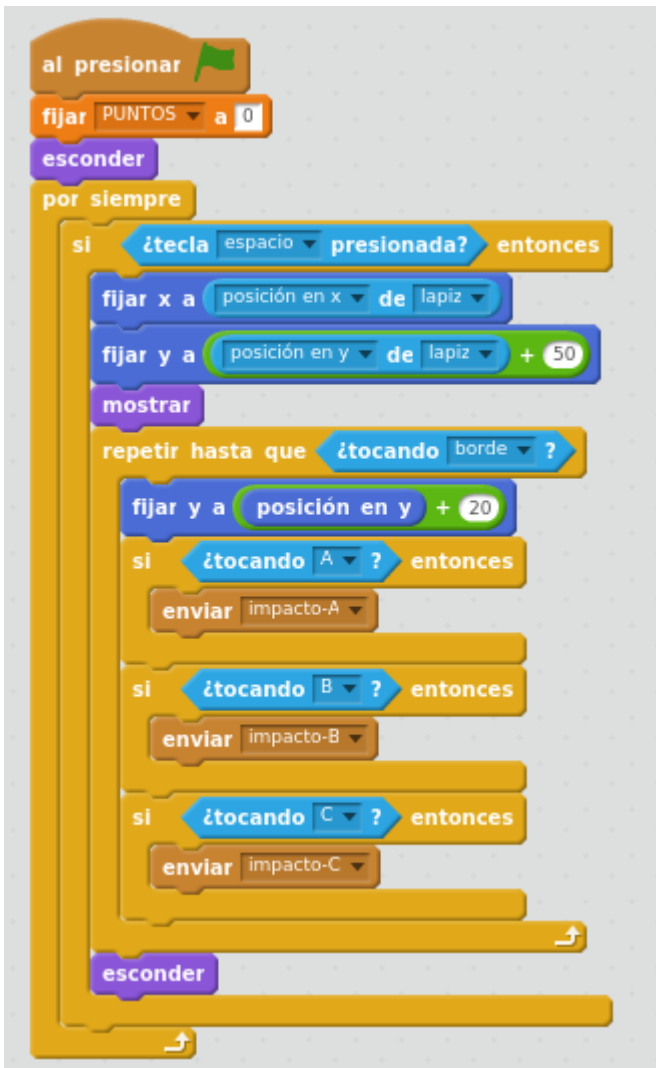 al presionar
fijar PUNTOS a 0
esconder
por siempre
si ¿tecla espacio presionada? entonces
fijar x a posición en x de lapiz
fijar y a posición en y de lapiz + 50
mostrar
repetir hasta que ¿tocando borde ?
fijar y a posición en y + 20
si ¿tocando A ? entonces
enviar impacto-A
si ¿tocando B ? entonces
enviar impacto-B
si ¿tocando C ? entonces
enviar impacto-C
esconder